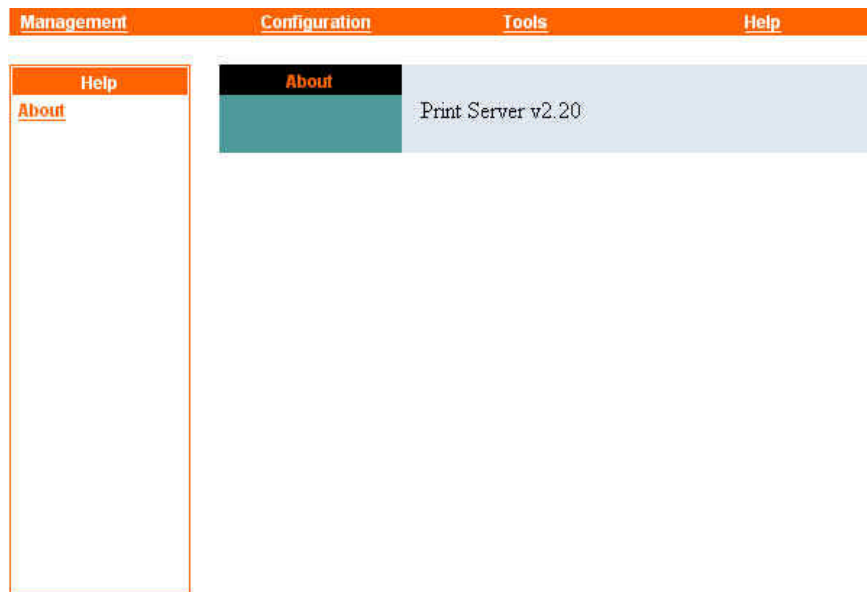 Management Configuration Tools Help
Help
About
About
Print Server v2.20